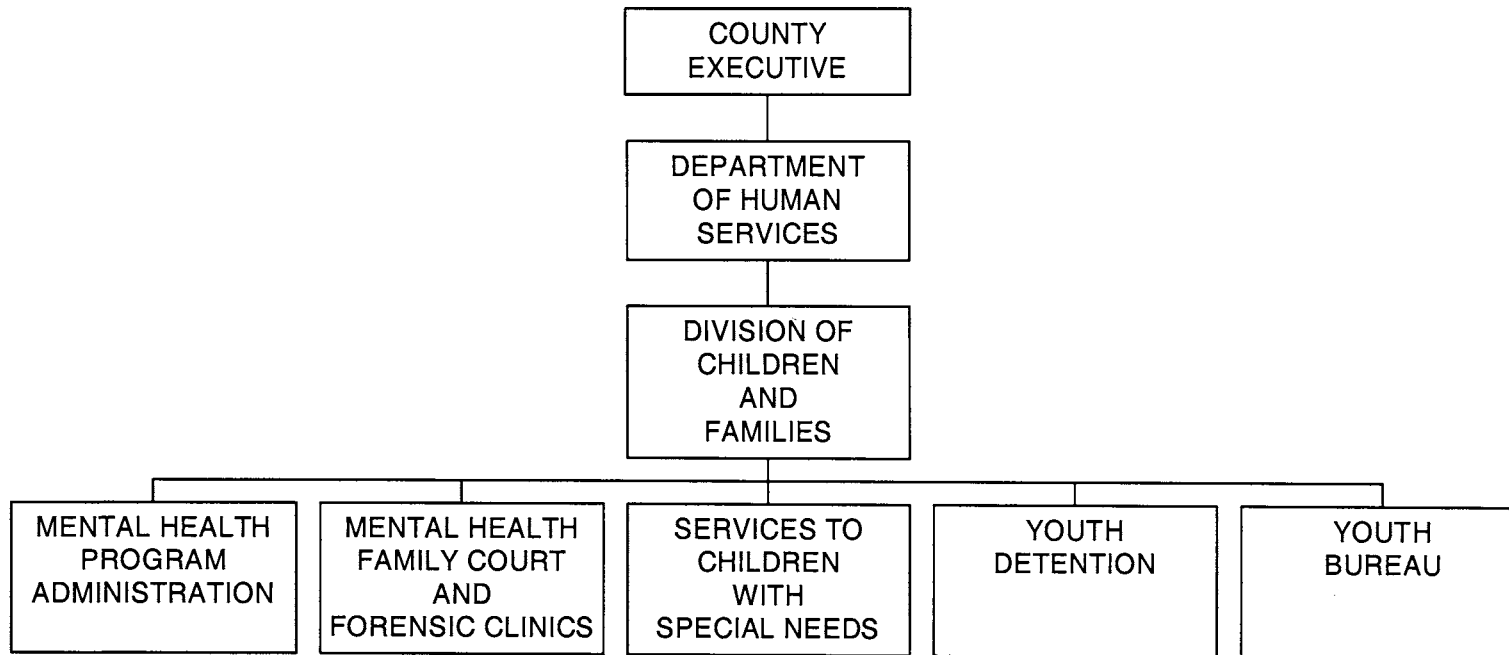 COUNTY
EXECUTIVE
DEPARTMENT
OF HUMAN
SERVICES
DIVISION OF
CHILDREN
AND
FAMILIES
MENTAL HEALTH
PROGRAM
ADMINISTRATION
MENTAL HEALTH
FAMILY COURT
AND
FORENSIC CLINICS
SERVICES TO
CHILDREN
WITH
SPECIAL NEEDS
YOUTH
DETENTION
YOUTH
BUREAU